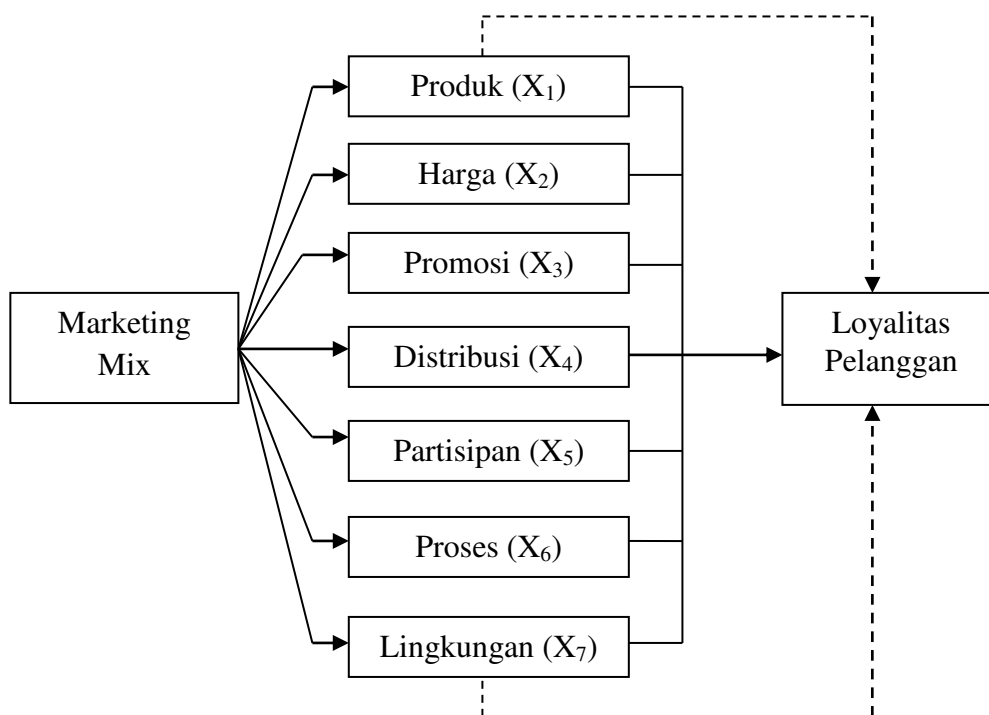 Produk (X₁)
Harga (X₂)
Promosi (X₃)
Marketing
Mix
Distribusi (X₄)
Loyalitas
Pelanggan
Partisipan (X₅)
Proses (X₆)
Lingkungan (X₇)